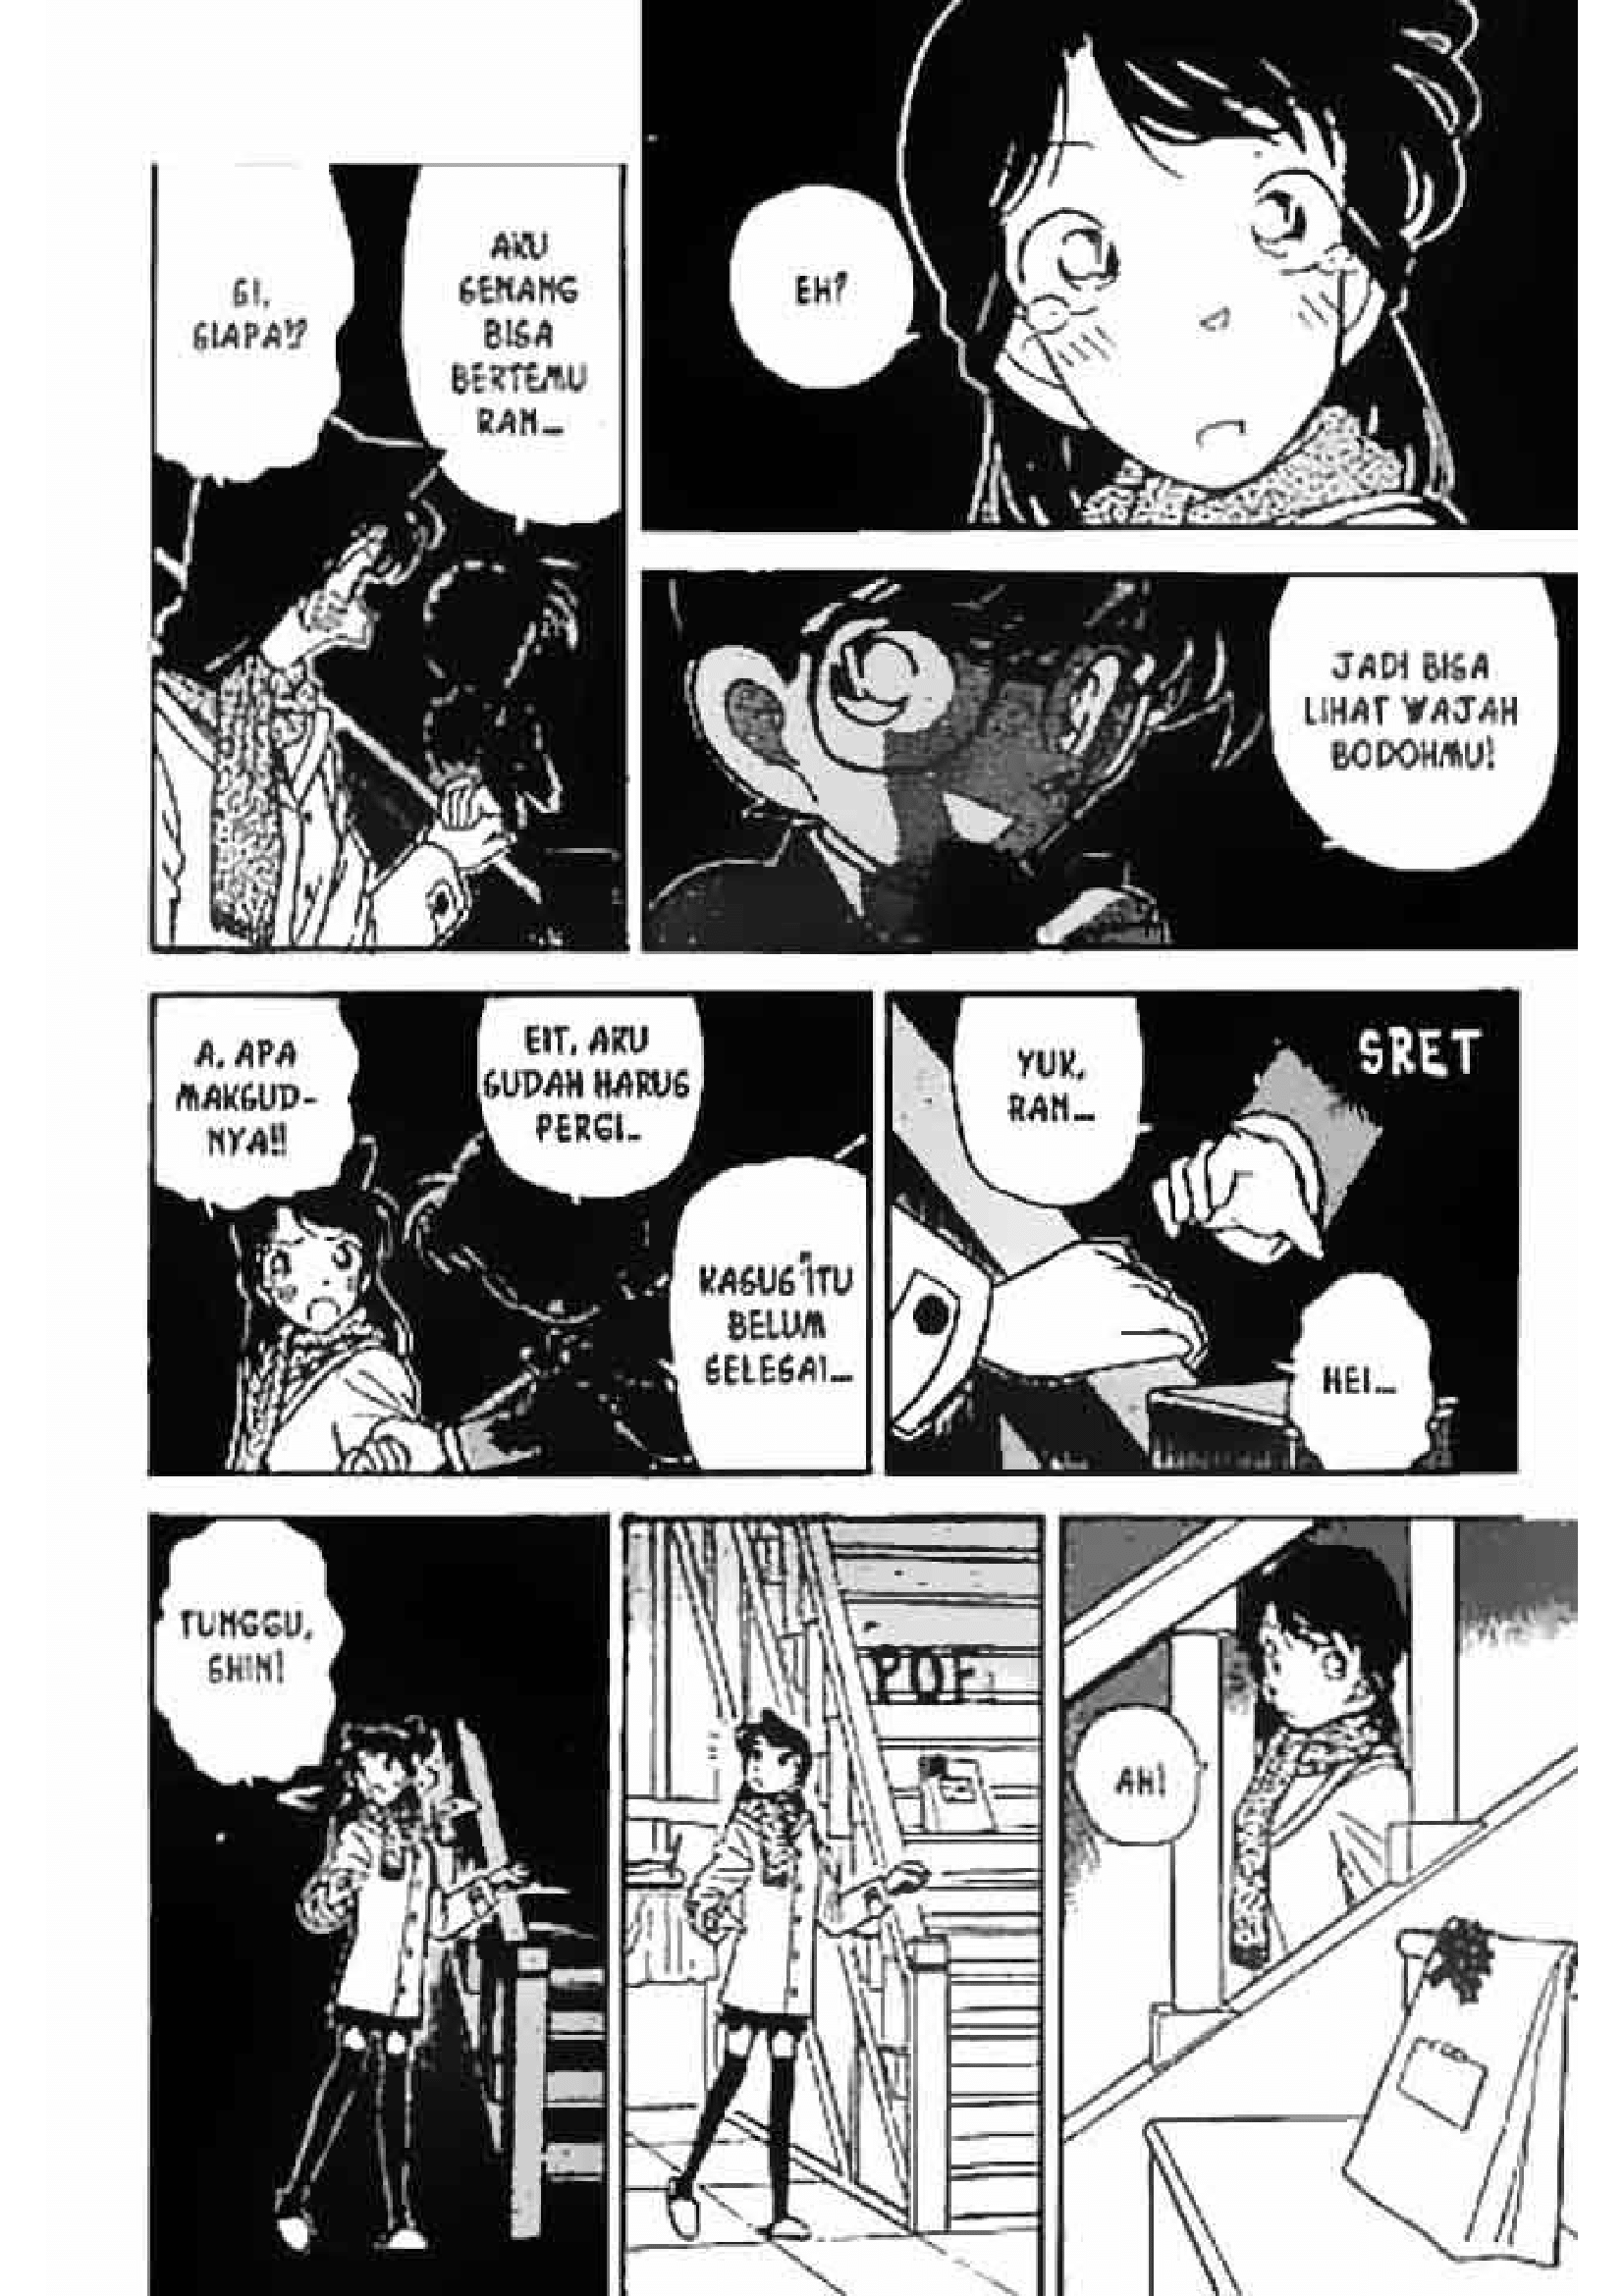 SI,
SIAPA!?
AKU
SENANG
BISA
BERTEMU
RAN...
EH?
JADI BISA
LIHAT WAJAH
BODOHMU!
A, APA
MAKSUD-
NYA!!
EIT, AKU
SUDAH HARUS
PERGI...
KASUS ITU
BELUM
SELESAI...
YUK,
RAN...
SRET
HEI...
TUNGGU,
SHIN!
POF
AH!